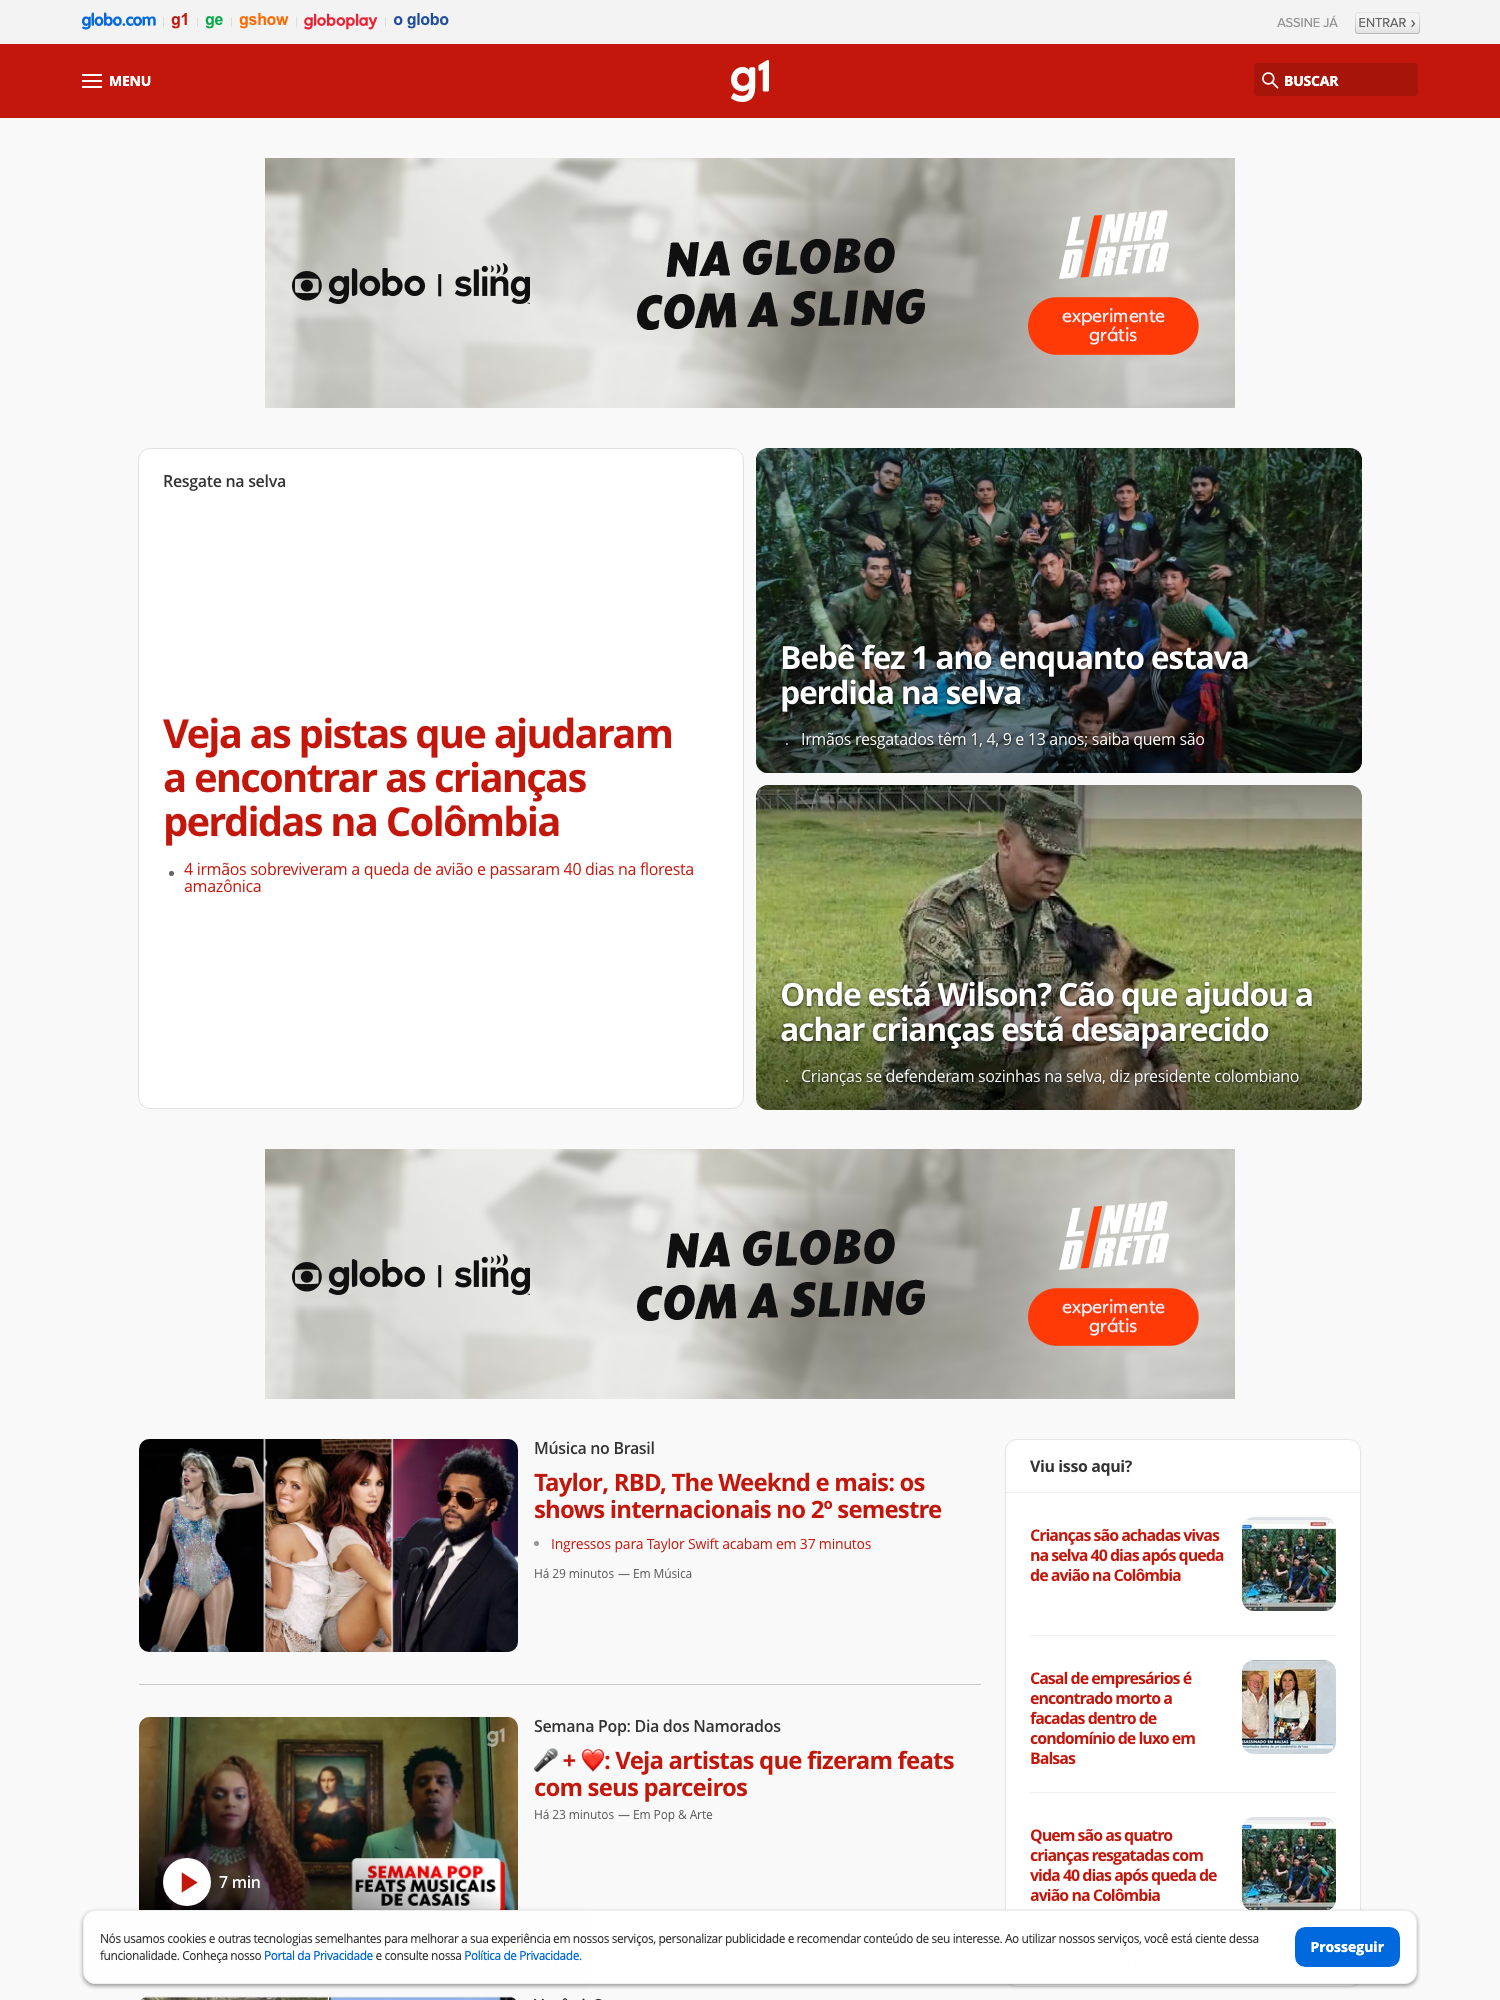 globo.com g1 ge gshow globoplay o globo ASSINE JÁ ENTRAR ›
MENU g1 BUSCAR
globo | sling
NA GLOBO
COM A SLING
LINHA
DIRETA
experimente
grátis
Resgate na selva
Veja as pistas que ajudaram
a encontrar as crianças
perdidas na Colômbia
4 irmãos sobreviveram a queda de avião e passaram 40 dias na floresta
amazônica
Bebê fez 1 ano enquanto estava
perdida na selva
Irmãos resgatados têm 1, 4, 9 e 13 anos; saiba quem são
Onde está Wilson? Cão que ajudou a
achar crianças está desaparecido
Crianças se defenderam sozinhas na selva, diz presidente colombiano
globo | sling
NA GLOBO
COM A SLING
LINHA
DIRETA
experimente
grátis
Música no Brasil
Taylor, RBD, The Weeknd e mais: os
shows internacionais no 2º semestre
Ingressos para Taylor Swift acabam em 37 minutos
Há 29 minutos — Em Música
g1
7 min
SEMANA POP
FEATS MUSICAIS
DE CASAIS
Semana Pop: Dia dos Namorados
🎤 + ❤️: Veja artistas que fizeram feats
com seus parceiros
Há 23 minutos — Em Pop & Arte
Viu isso aqui?
Crianças são achadas vivas
na selva 40 dias após queda
de avião na Colômbia
Casal de empresários é
encontrado morto a
facadas dentro de
condomínio de luxo em
Balsas
Quem são as quatro
crianças resgatadas com
vida 40 dias após queda de
avião na Colômbia
Nós usamos cookies e outras tecnologias semelhantes para melhorar a sua experiência em nossos serviços, personalizar publicidade e recomendar conteúdo de seu interesse. Ao utilizar nossos serviços, você está ciente dessa
funcionalidade. Conheça nosso Portal da Privacidade e consulte nossa Política de Privacidade.
Prosseguir